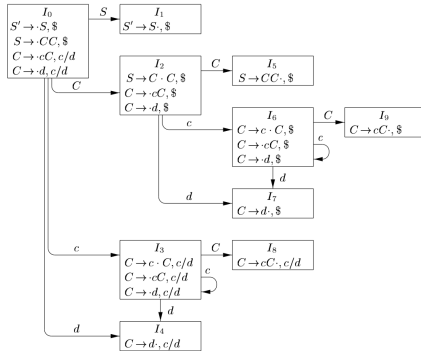 I₀
S′ → ·S, $
S → ·CC, $
C → ·cC, c/d
C → ·d, c/d
S
I₁
S′ → S·, $
C
I₂
S → C · C, $
C → ·cC, $
C → ·d, $
C
I₅
S → CC·, $
c
I₆
C → c · C, $
C → ·cC, $
C → ·d, $
C
I₉
C → cC·, $
c
d
d
I₇
C → d·, $
c
I₃
C → c · C, c/d
C → ·cC, c/d
C → ·d, c/d
C
I₈
C → cC·, c/d
c
d
d
I₄
C → d·, c/d